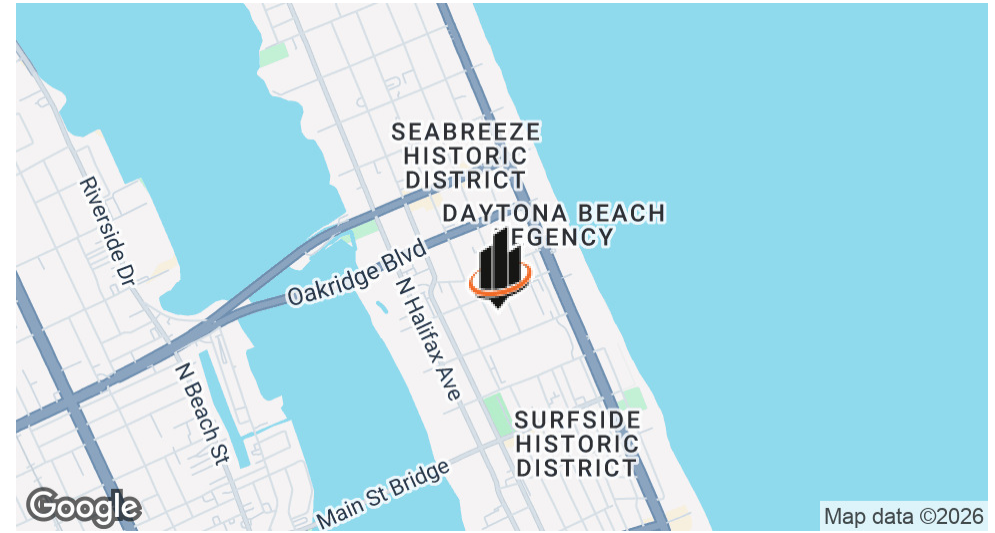 SEABREEZE
HISTORIC
DISTRICT
DAYTONA BEACH
Riverside Dr
Oakridge Blvd
N Halifax Ave
N Beach St
SURFSIDE
HISTORIC
DISTRICT
Main St Bridge
Google
Map data ©2026